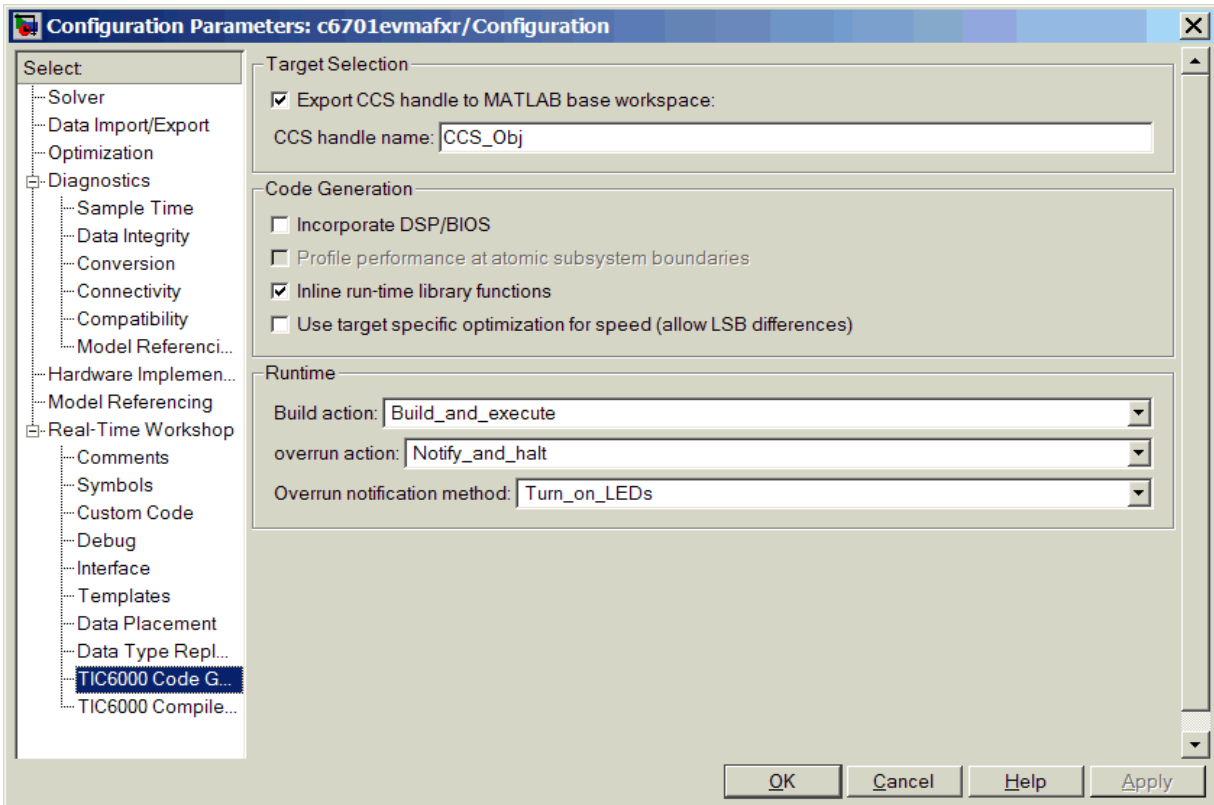 Configuration Parameters: c6701evmafxr/Configuration
Select:
Solver
Data Import/Export
Optimization
Diagnostics
Sample Time
Data Integrity
Conversion
Connectivity
Compatibility
Model Referenci...
Hardware Implemen...
Model Referencing
Real-Time Workshop
Comments
Symbols
Custom Code
Debug
Interface
Templates
Data Placement
Data Type Repl...
TIC6000 Code G...
TIC6000 Compile...
Target Selection
Export CCS handle to MATLAB base workspace:
CCS handle name: CCS_Obj
Code Generation
Incorporate DSP/BIOS
Profile performance at atomic subsystem boundaries
Inline run-time library functions
Use target specific optimization for speed (allow LSB differences)
Runtime
Build action: Build_and_execute
overrun action: Notify_and_halt
Overrun notification method: Turn_on_LEDs
OK Cancel Help Apply